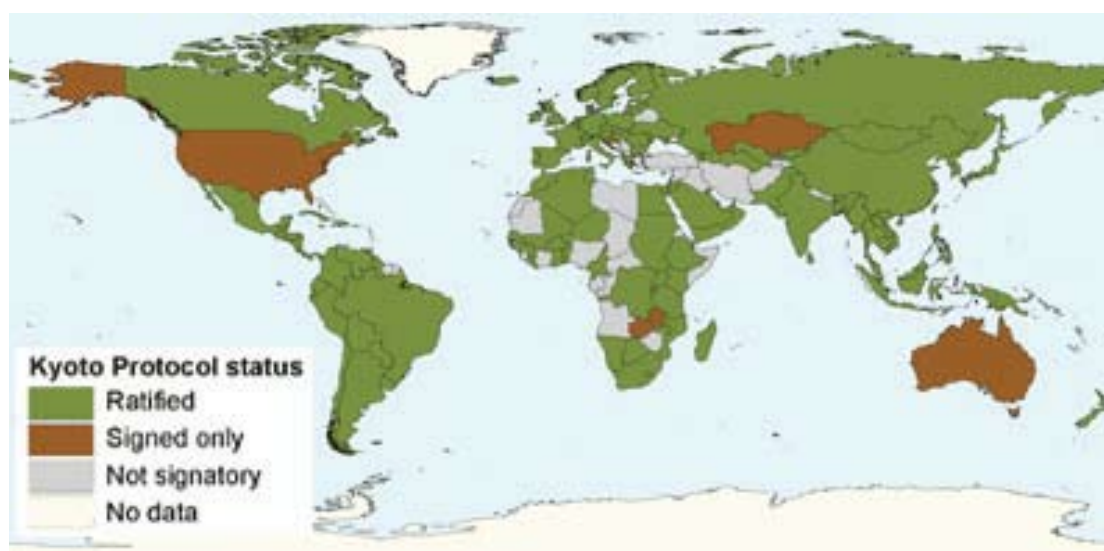 Kyoto Protocol status
Ratified
Signed only
Not signatory
No data